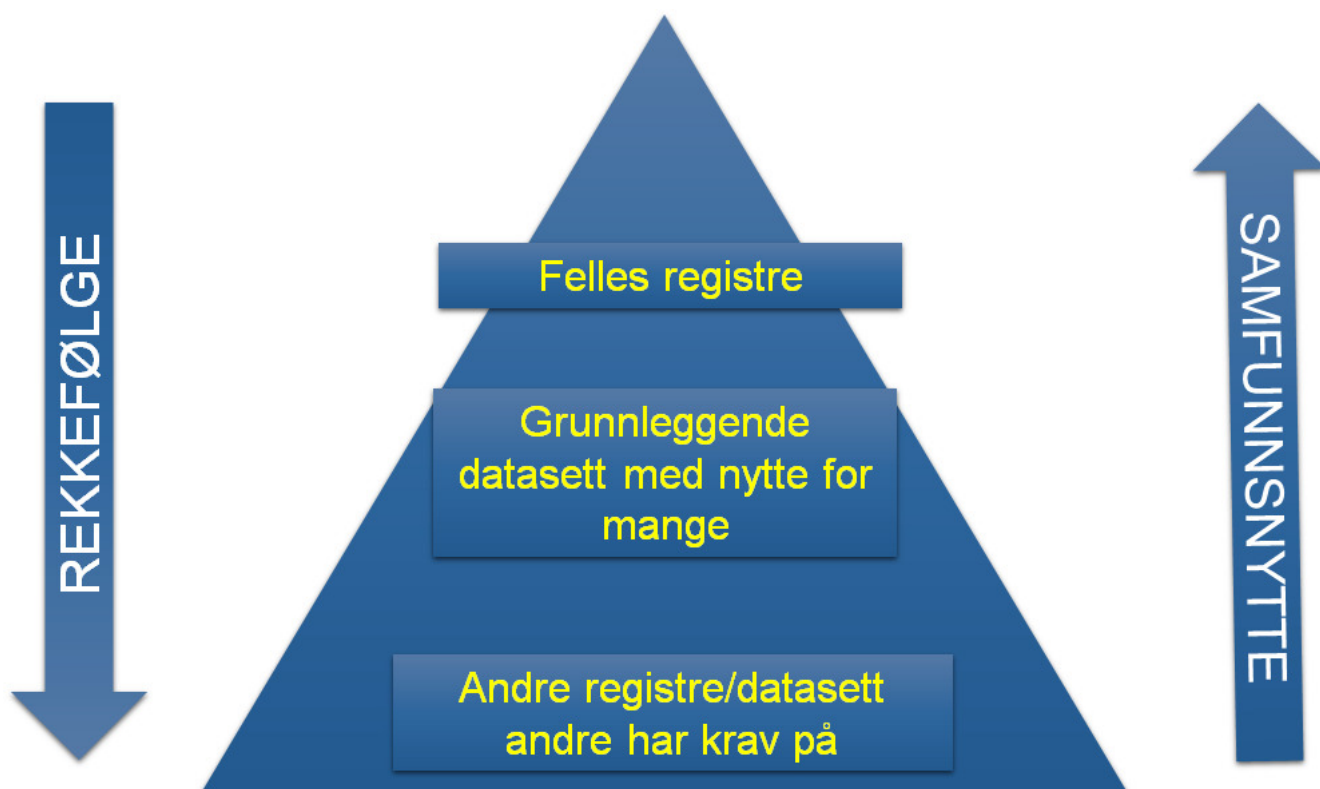 REKKEFØLGE
Felles registre
Grunnleggende
datasett med nytte for
mange
Andre registre/datasett
andre har krav på
SAMFUNNSNYTTE